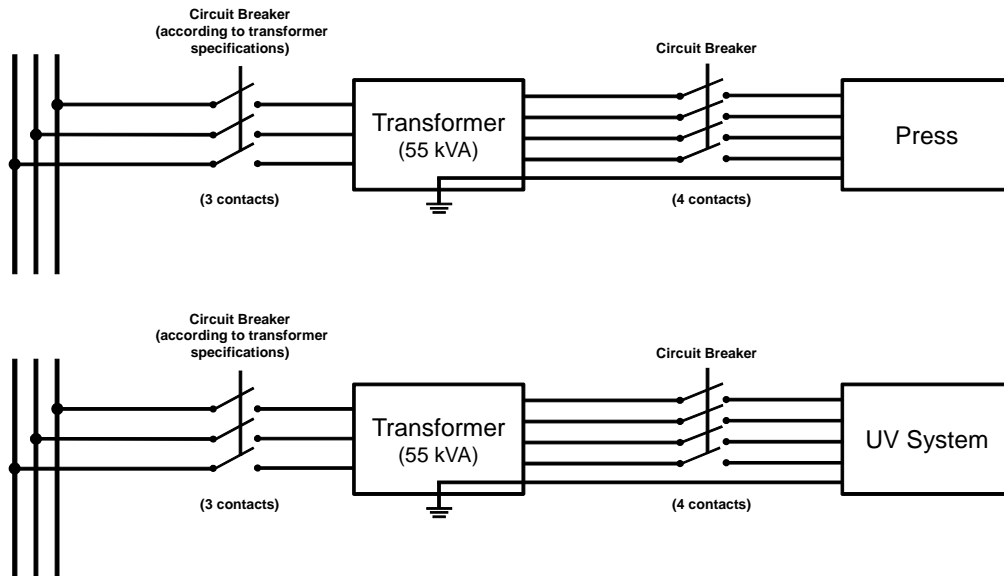 Circuit Breaker
(according to transformer
specifications)
Circuit Breaker
Transformer
(55 kVA)
Press
(3 contacts)
(4 contacts)
Circuit Breaker
(according to transformer
specifications)
Circuit Breaker
Transformer
(55 kVA)
UV System
(3 contacts)
(4 contacts)